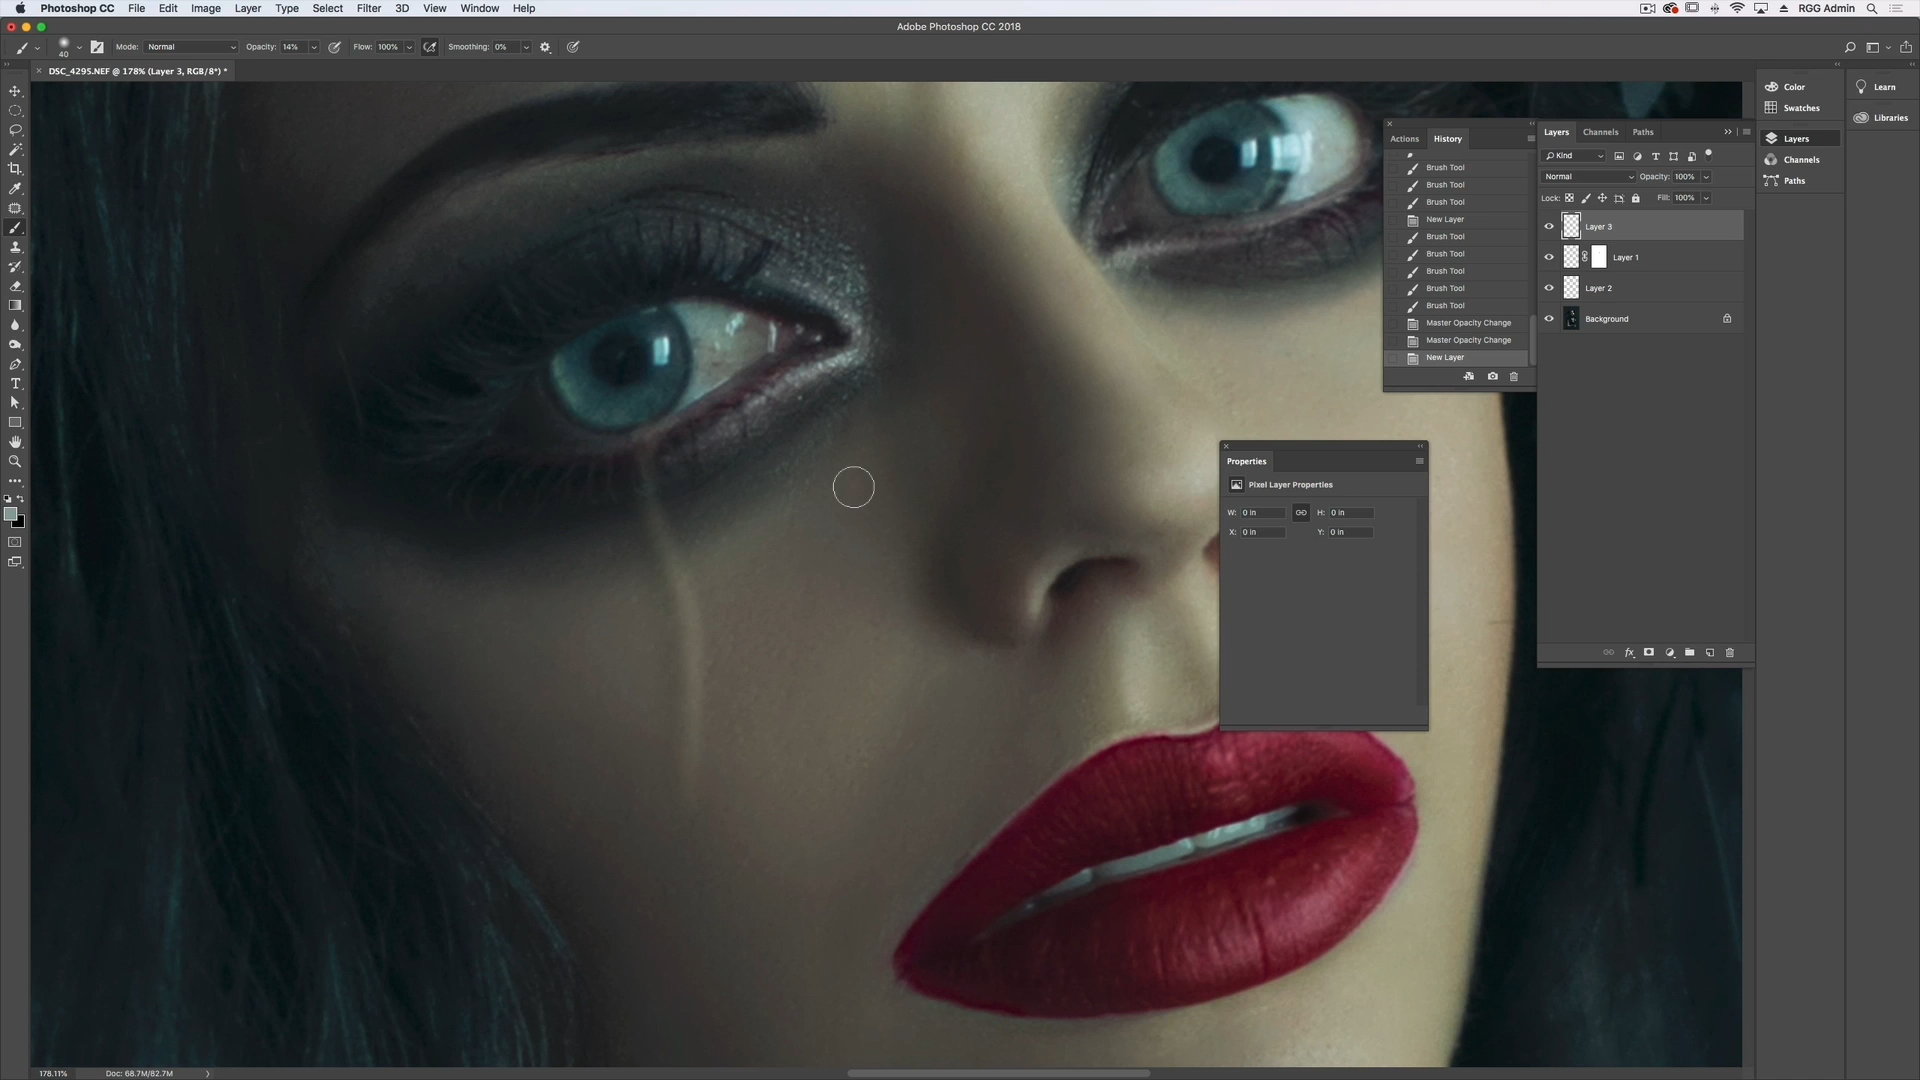 Photoshop CC File Edit Image Layer Type Select Filter 3D View Window Help RGG Admin
Adobe Photoshop CC 2018
40 Mode: Normal Opacity: 14% Flow: 100% Smoothing: 0%
DSC_4295.NEF @ 178% (Layer 3, RGB/8*) *
Color
Swatches
Layers
Channels
Paths
Learn
Libraries
Actions History
Brush Tool
Brush Tool
Brush Tool
New Layer
Brush Tool
Brush Tool
Brush Tool
Brush Tool
Brush Tool
Master Opacity Change
Master Opacity Change
New Layer
Layers Channels Paths
Kind
Normal Opacity: 100%
Lock: Fill: 100%
Layer 3
Layer 1
Layer 2
Background
fx
Properties
Pixel Layer Properties
W: 0 in H: 0 in
X: 0 in Y: 0 in
178.11% Doc: 68.7M/82.7M